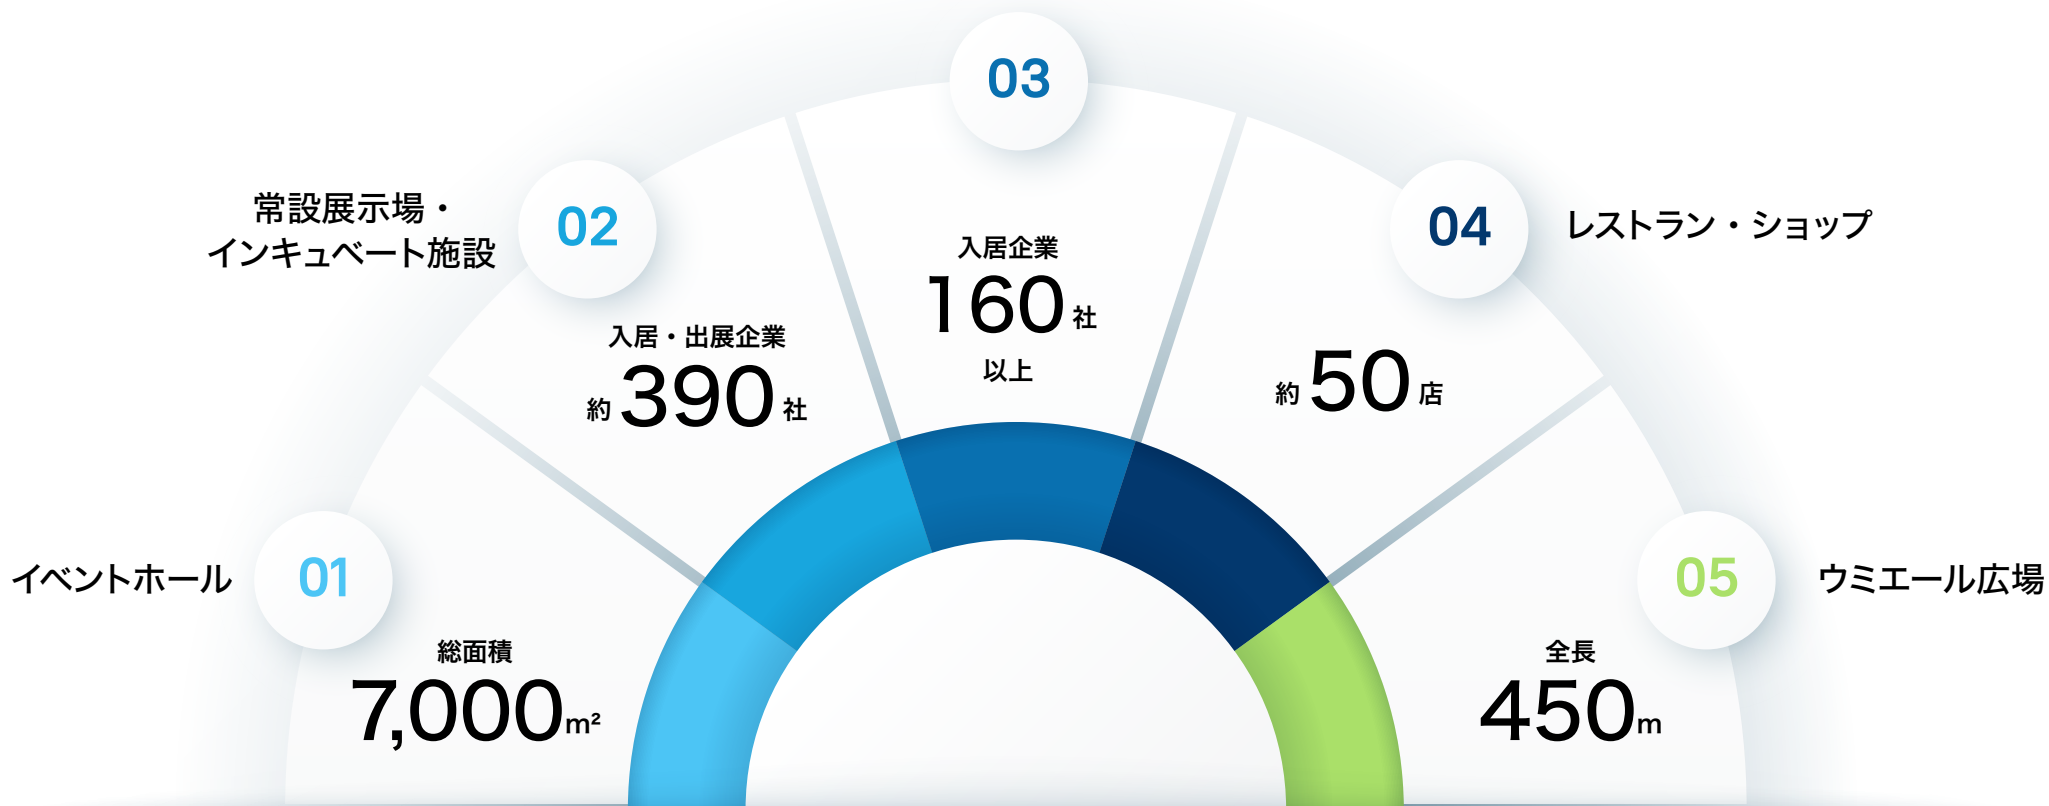 01
イベントホール
総面積
7,000m²
02
常設展示場・
インキュベート施設
入居・出展企業
約390社
03
入居企業
160社
以上
04
レストラン・ショップ
約50店
05
ウミエール広場
全長
450m